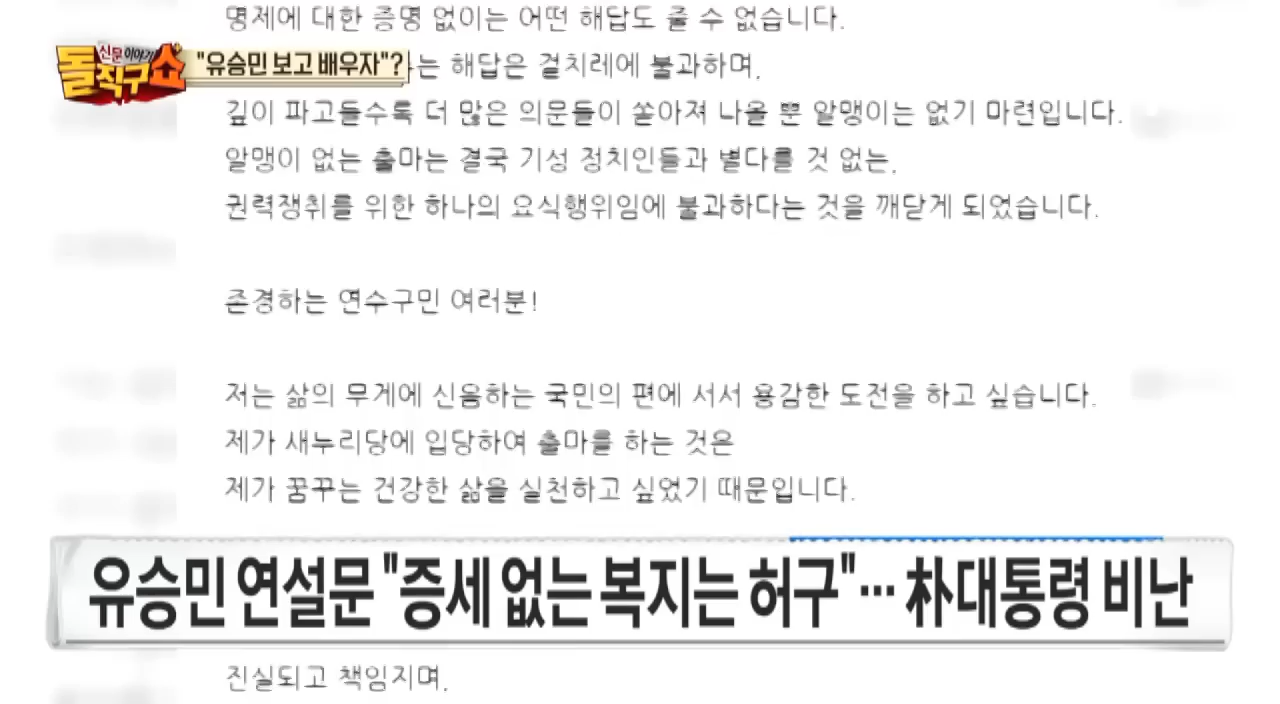 명제에 대한 증명 없이는 어떤 해답도 줄 수 없습니다.
돌직구쇼
신문이야기
"유승민 보고 배우자"?
는 해답은 겉치레에 불과하며,
깊이 파고들수록 더 많은 의문들이 쏟아져 나올 뿐 알맹이는 없기 마련입니다.
알맹이 없는 출마는 결국 기성 정치인들과 별다를 것 없는,
권력쟁취를 위한 하나의 요식행위임에 불과하다는 것을 깨닫게 되었습니다.
존경하는 연수구민 여러분!
저는 삶의 무게에 신음하는 국민의 편에 서서 용감한 도전을 하고 싶습니다.
제가 새누리당에 입당하여 출마를 하는 것은
제가 꿈꾸는 건강한 삶을 실천하고 싶었기 때문입니다.
유승민 연설문 "증세 없는 복지는 허구"… 朴대통령 비난
진실되고 책임지며,